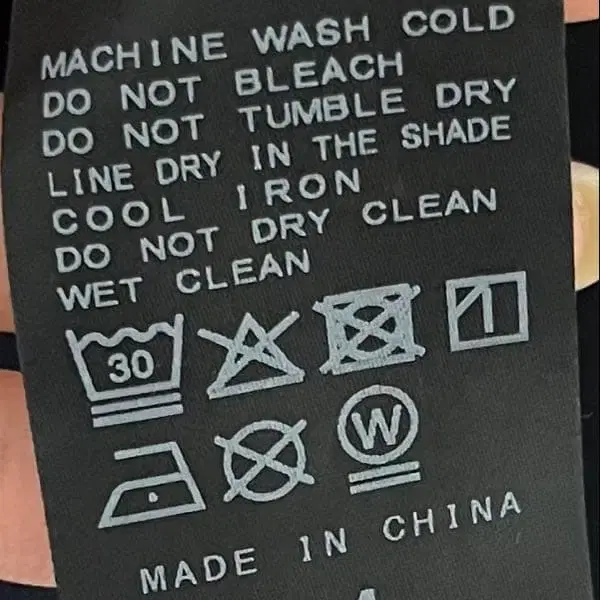 MACHINE WASH COLD
DO NOT BLEACH
DO NOT TUMBLE DRY
LINE DRY IN THE SHADE
COOL IRON
DO NOT DRY CLEAN
WET CLEAN
30
W
MADE IN CHINA